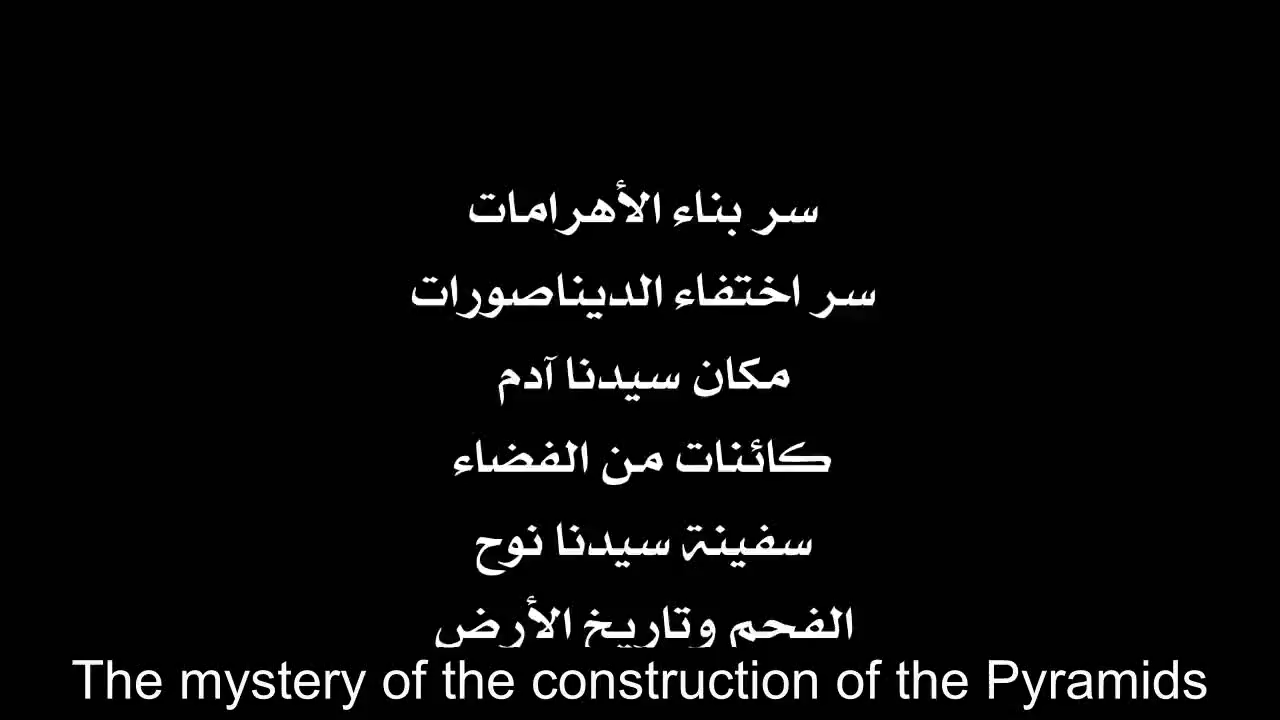 سر بناء الأهرامات
سر اختفاء الديناصورات
مكان سيدنا آدم
كائنات من الفضاء
سفينة سيدنا نوح
الفحم وتاريخ الأرض
The mystery of the construction of the Pyramids